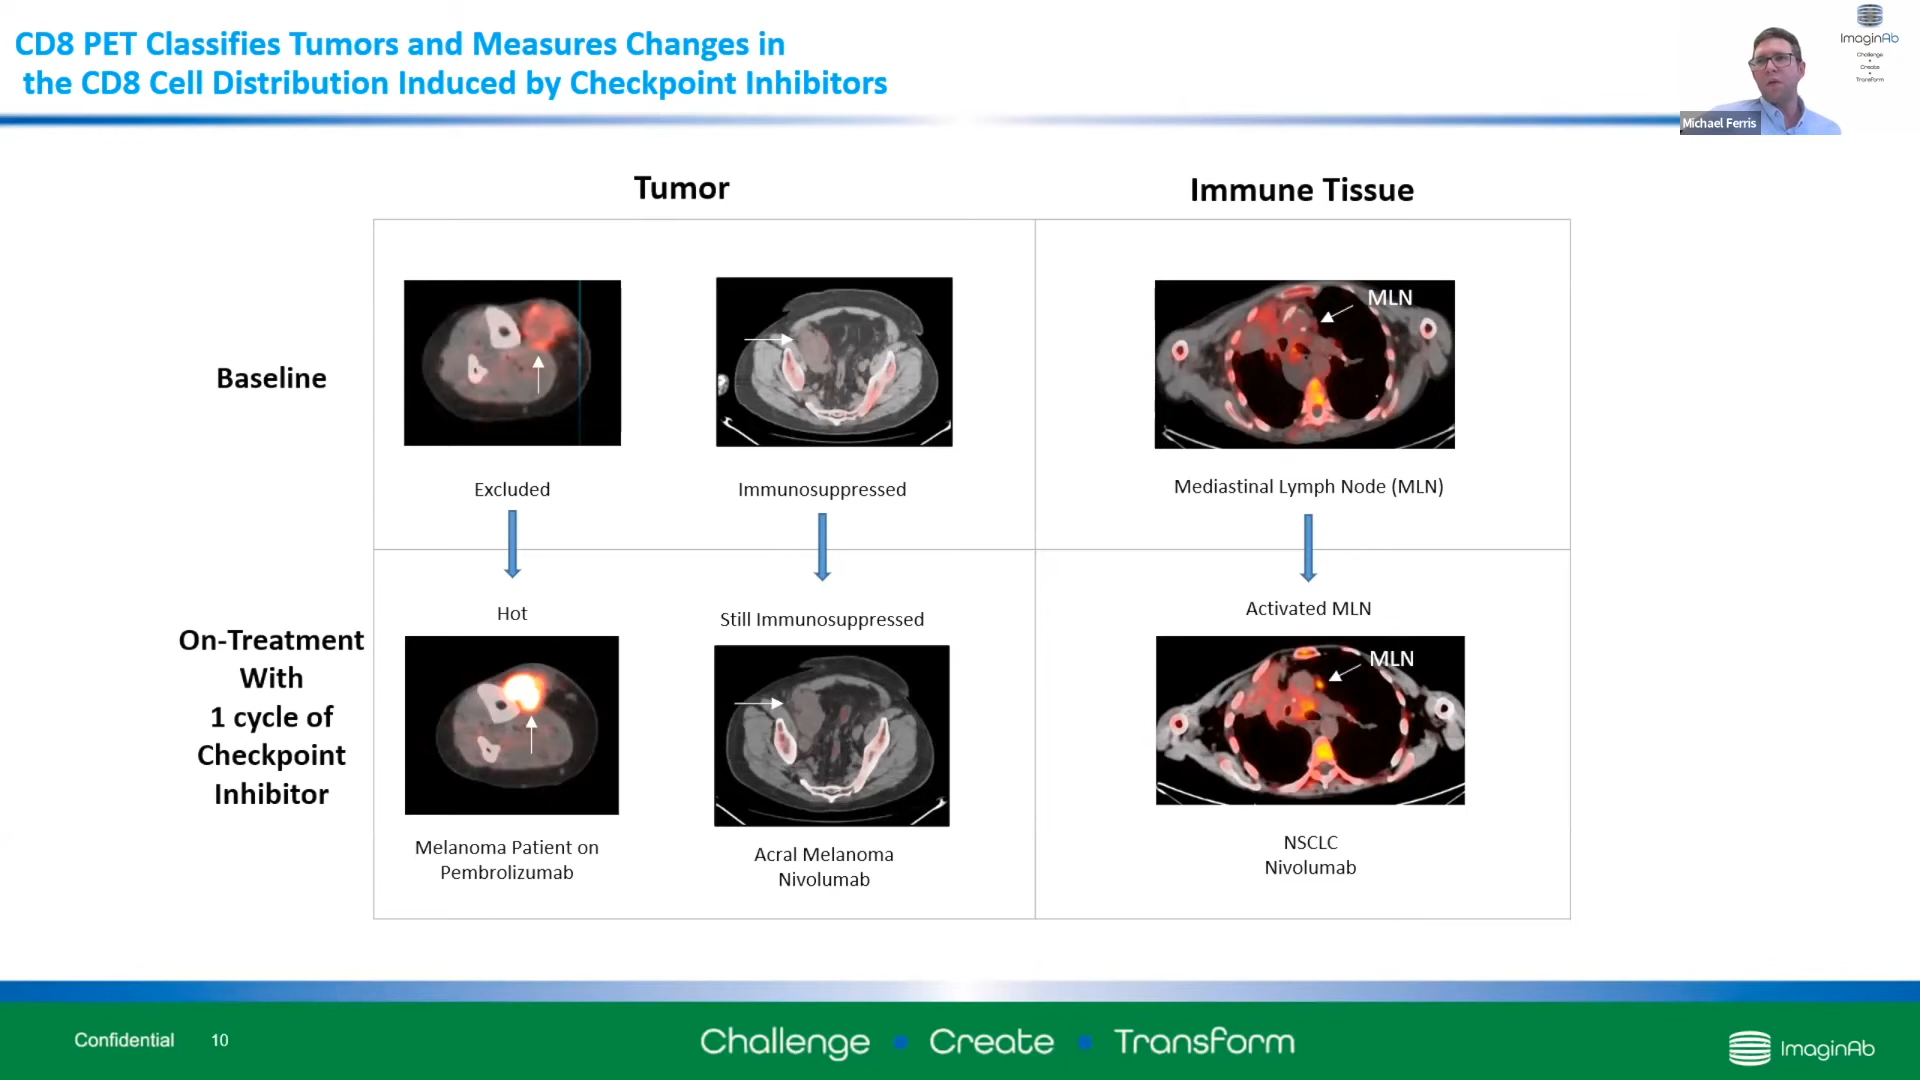 CD8 PET Classifies Tumors and Measures Changes in
the CD8 Cell Distribution Induced by Checkpoint Inhibitors
ImaginAb
Challenge
Create
Transform
Michael Ferris
Tumor
Immune Tissue
Baseline
MLN
Excluded
Immunosuppressed
Mediastinal Lymph Node (MLN)
On-Treatment
With
1 cycle of
Checkpoint
Inhibitor
Hot
Still Immunosuppressed
Activated MLN
MLN
Melanoma Patient on
Pembrolizumab
Acral Melanoma
Nivolumab
NSCLC
Nivolumab
Confidential 10
Challenge • Create • Transform
ImaginAb